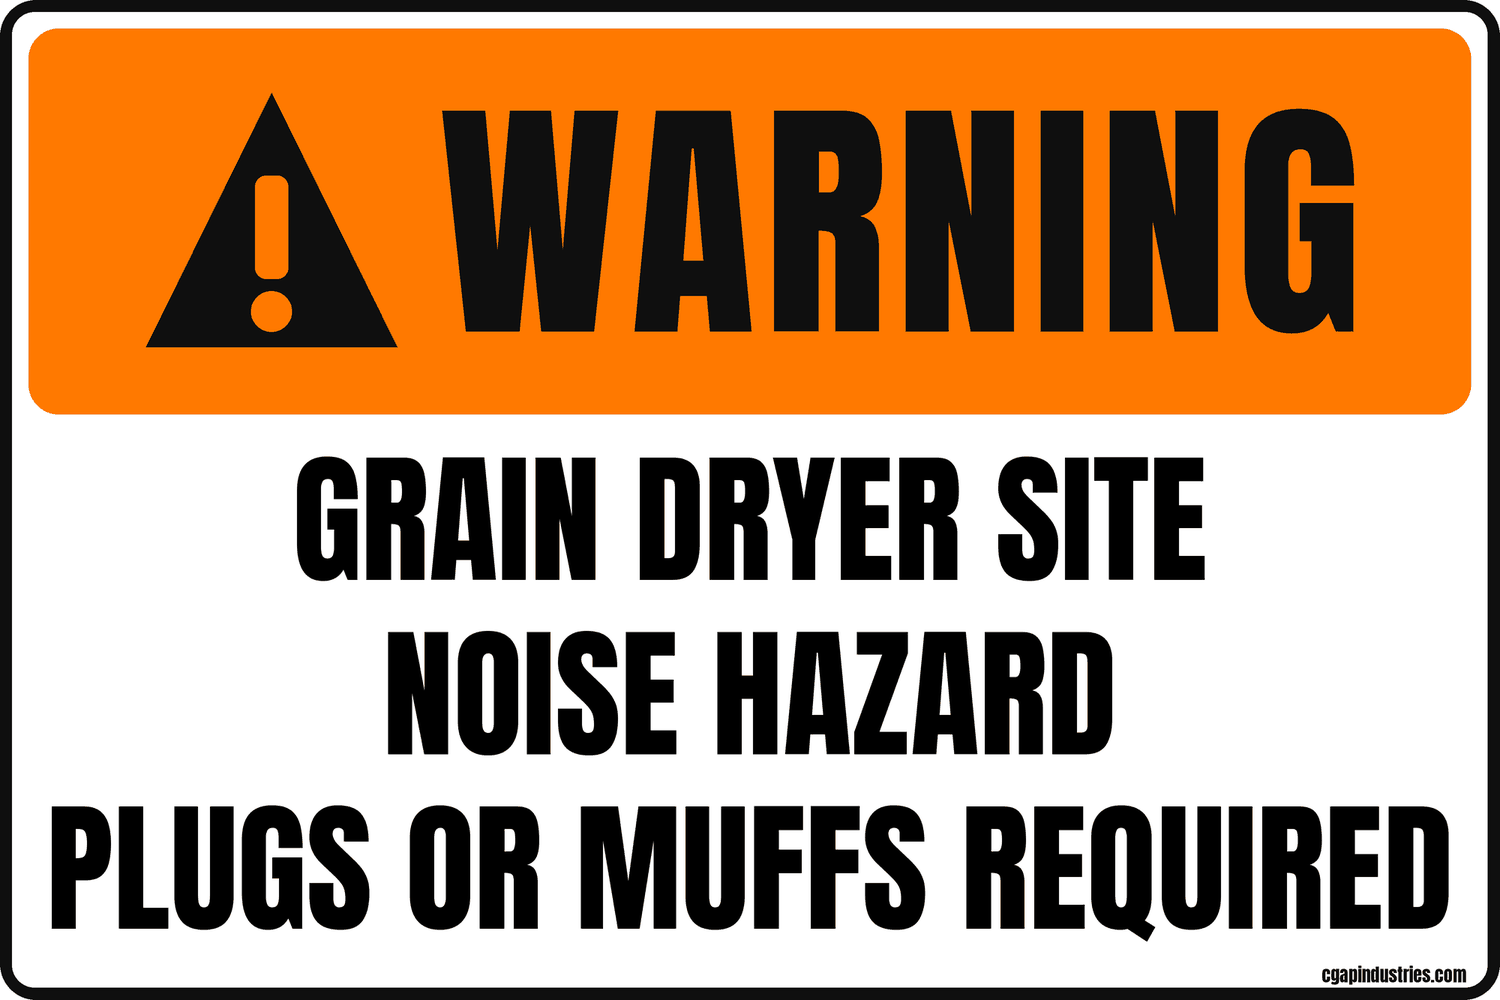 WARNING
GRAIN DRYER SITE
NOISE HAZARD
PLUGS OR MUFFS REQUIRED
cgapindustries.com